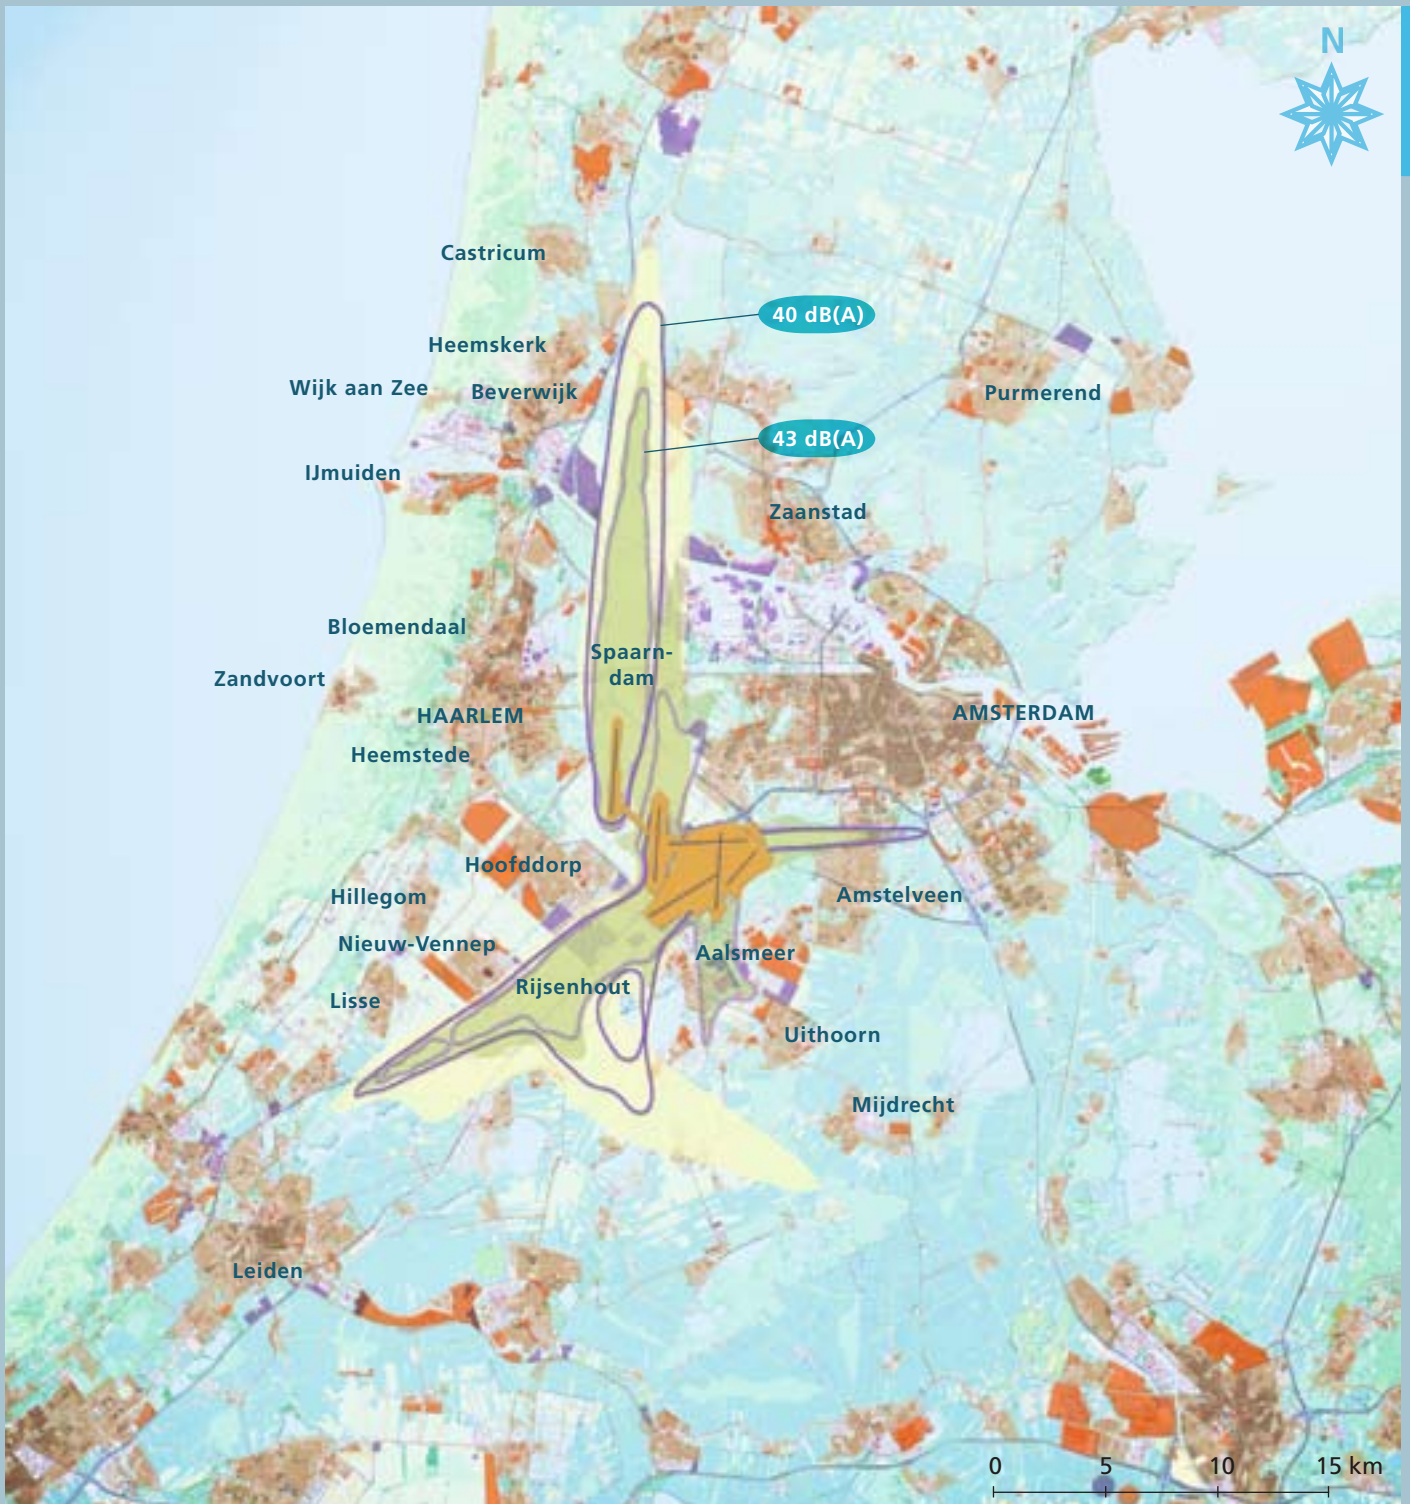 N
Castricum
40 dB(A)
Heemskerk
Wijk aan Zee
Beverwijk
Purmerend
43 dB(A)
IJmuiden
Zaanstad
Bloemendaal
Spaarn-
dam
Zandvoort
HAARLEM
AMSTERDAM
Heemstede
Hoofddorp
Hillegom
Amstelveen
Nieuw-Vennep
Aalsmeer
Rijsenhout
Lisse
Uithoorn
Mijdrecht
Leiden
0 5 10 15 km